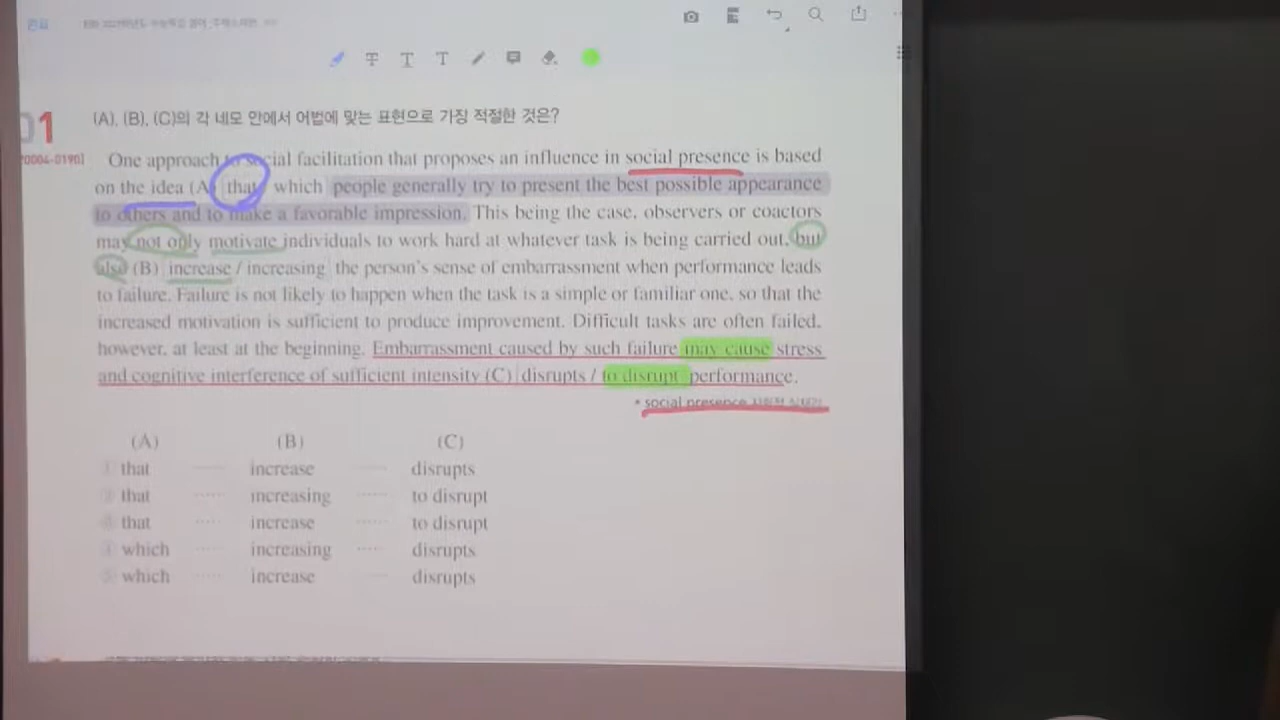 01 (A), (B), (C)의 각 네모 안에서 어법에 맞는 표현으로 가장 적절한 것은?
One approach to social facilitation that proposes an influence in social presence is based
on the idea (A) that / which people generally try to present the best possible appearance
to others and to make a favorable impression. This being the case, observers or coactors
may not only motivate individuals to work hard at whatever task is being carried out, but
also (B) increase / increasing the person's sense of embarrassment when performance leads
to failure. Failure is not likely to happen when the task is a simple or familiar one, so that the
increased motivation is sufficient to produce improvement. Difficult tasks are often failed,
however, at least at the beginning. Embarrassment caused by such failure may cause stress
and cognitive interference of sufficient intensity (C) disrupts / to disrupt performance.
* social presence
(A) (B) (C)
① that ...... increase ...... disrupts
② that ...... increasing ...... to disrupt
③ that ...... increase ...... to disrupt
④ which ...... increasing ...... disrupts
⑤ which ...... increase ...... disrupts